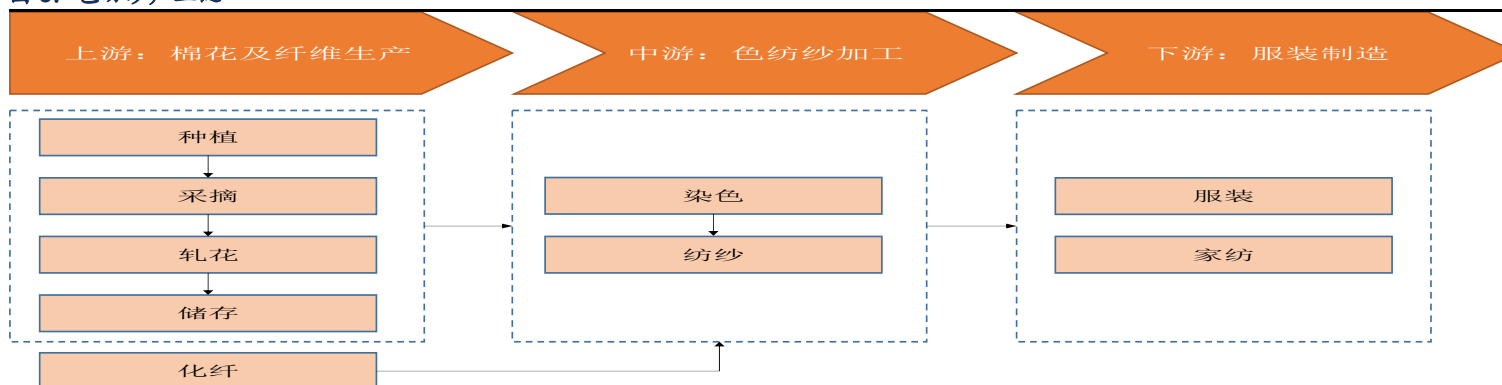 上游：棉花及纤维生产
中游：色纺纱加工
下游：服装制造
种植
采摘
轧花
储存
化纤
染色
纺纱
服装
家纺